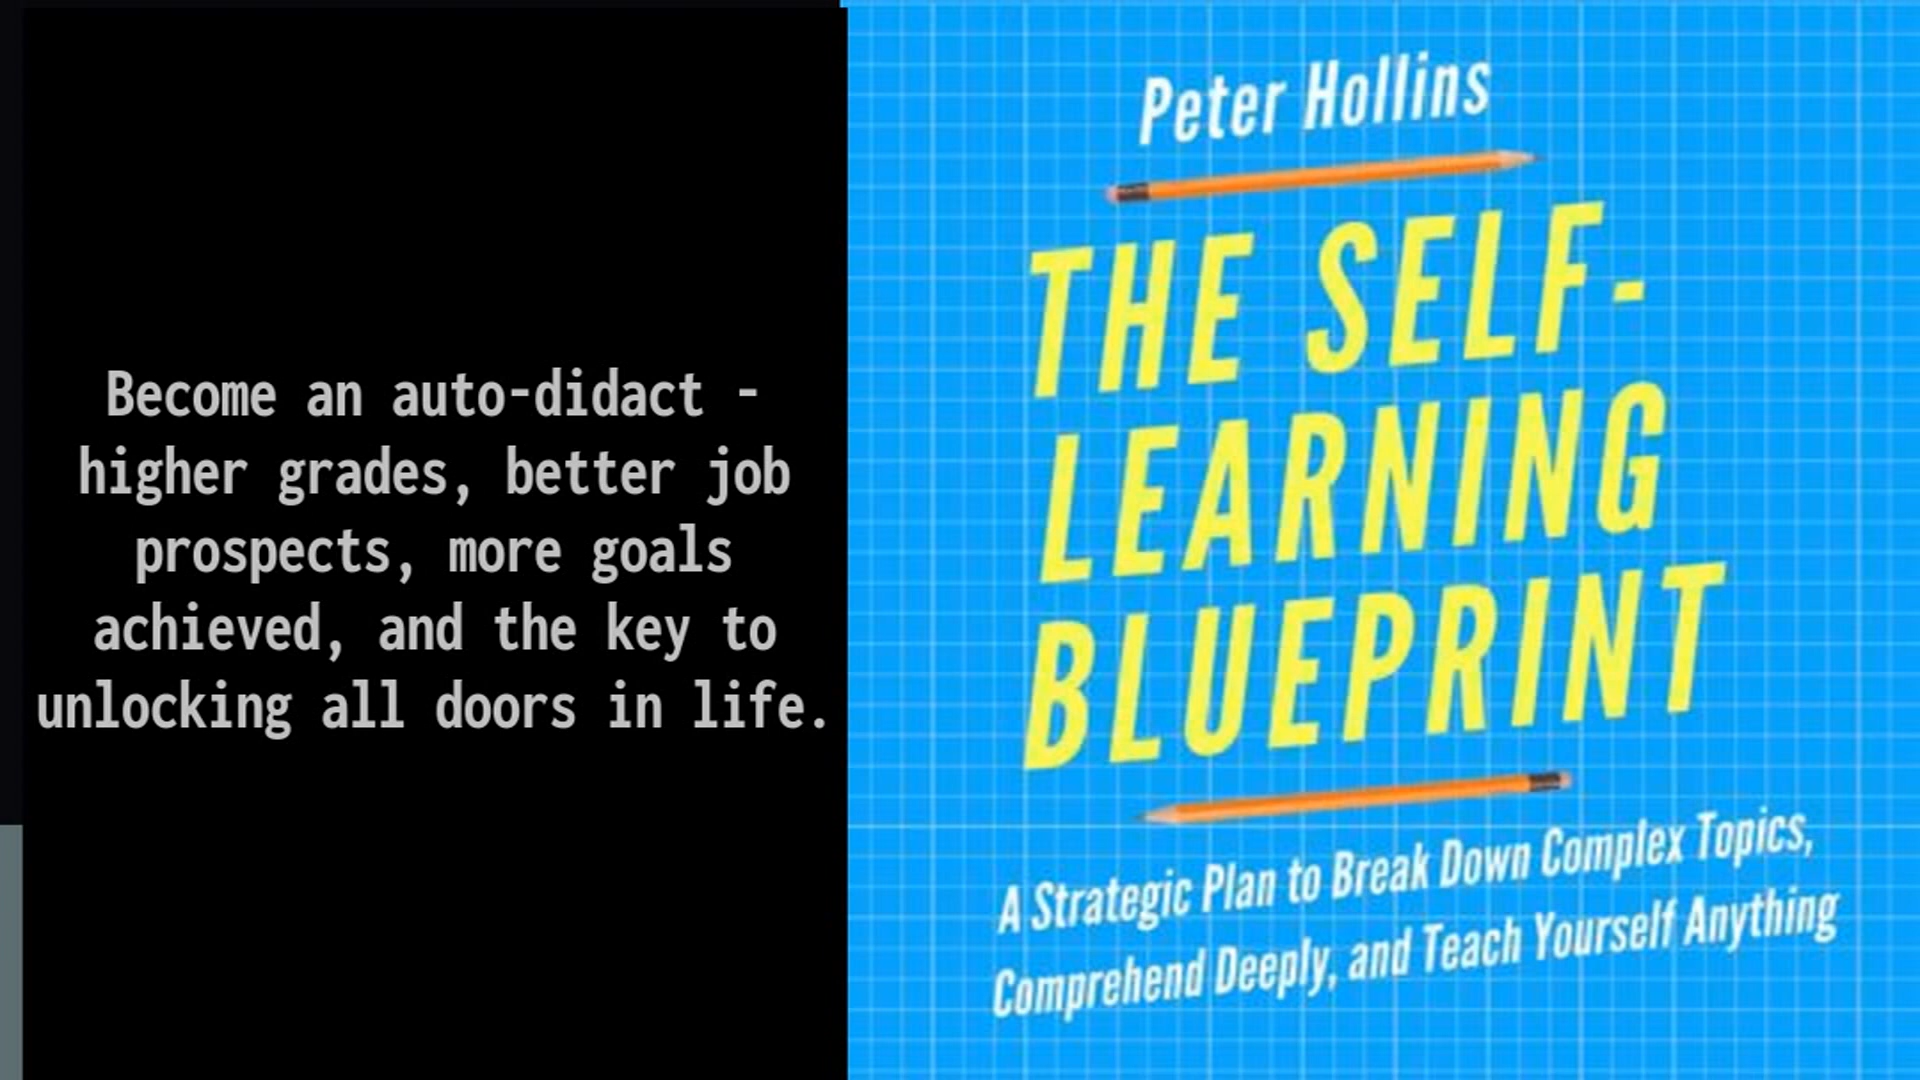 Become an auto-didact -
higher grades, better job
prospects, more goals
achieved, and the key to
unlocking all doors in life.
Peter Hollins
THE SELF-
LEARNING
BLUEPRINT
A Strategic Plan to Break Down Complex Topics,
Comprehend Deeply, and Teach Yourself Anything